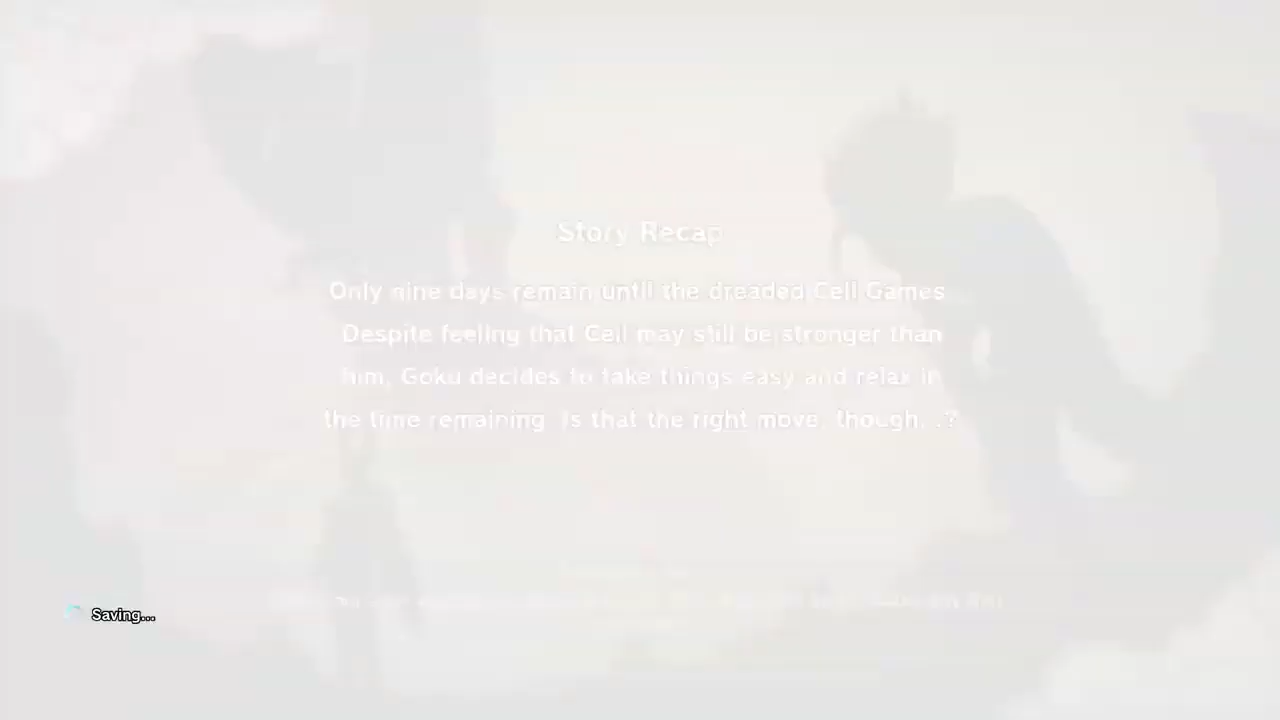 Story Recap
Only nine days remain until the dreaded Cell Games.
Despite feeling that Cell may still be stronger than
him, Goku decides to take things easy and relax in
the time remaining. Is that the right move, though...?
Saving...